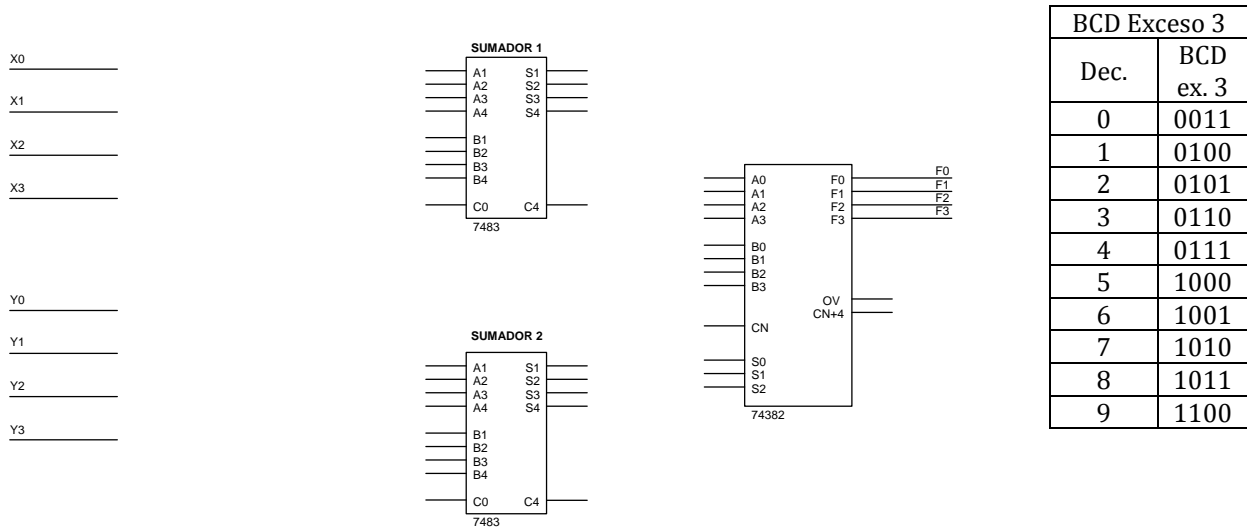 X0
X1
X2
X3
Y0
Y1
Y2
Y3
SUMADOR 1
A1 S1
A2 S2
A3 S3
A4 S4
B1
B2
B3
B4
C0 C4
7483
SUMADOR 2
A1 S1
A2 S2
A3 S3
A4 S4
B1
B2
B3
B4
C0 C4
7483
A0 F0 F0
A1 F1 F1
A2 F2 F2
A3 F3 F3
B0
B1
B2
B3
OV
CN+4
CN
S0
S1
S2
74382
BCD Exceso 3
Dec. BCD ex. 3
0 0011
1 0100
2 0101
3 0110
4 0111
5 1000
6 1001
7 1010
8 1011
9 1100